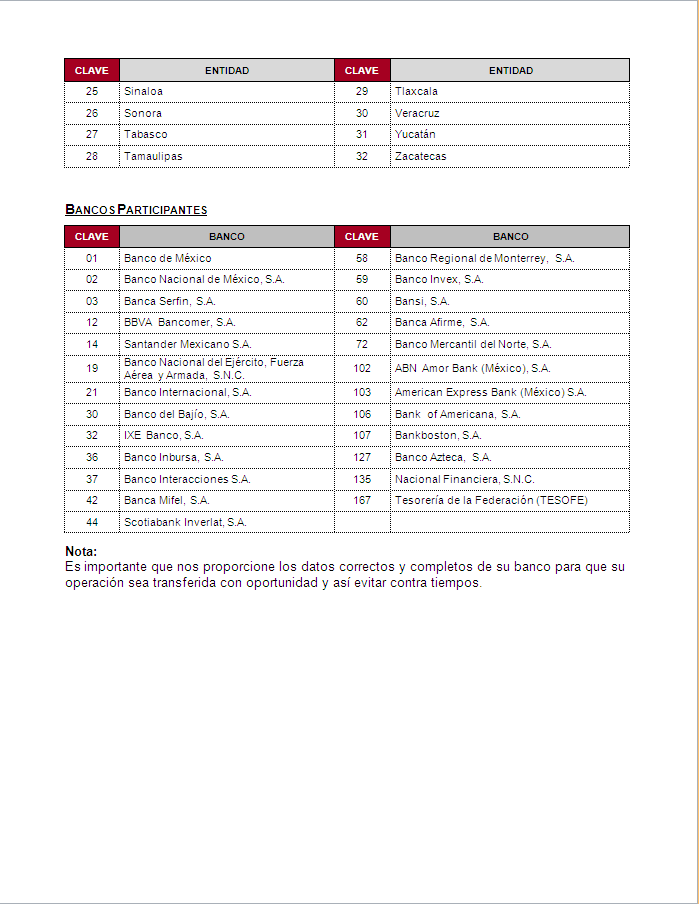 CLAVE ENTIDAD CLAVE ENTIDAD
25 Sinaloa 29 Tlaxcala
26 Sonora 30 Veracruz
27 Tabasco 31 Yucatán
28 Tamaulipas 32 Zacatecas
BANCOS PARTICIPANTES
CLAVE BANCO CLAVE BANCO
01 Banco de México 58 Banco Regional de Monterrey, S.A.
02 Banco Nacional de México, S.A. 59 Banco Invex, S.A.
03 Banca Serfin, S.A. 60 Bansi, S.A.
12 BBVA Bancomer, S.A. 62 Banca Afirme, S.A.
14 Santander Mexicano S.A. 72 Banco Mercantil del Norte, S.A.
19 Banco Nacional del Ejército, Fuerza
Aérea y Armada, S.N.C. 102 ABN Amor Bank (México), S.A.
21 Banco Internacional, S.A. 103 American Express Bank (México) S.A.
30 Banco del Bajío, S.A. 106 Bank of Americana, S.A.
32 IXE Banco, S.A. 107 Bankboston, S.A.
36 Banco Inbursa, S.A. 127 Banco Azteca, S.A.
37 Banco Interacciones S.A. 135 Nacional Financiera, S.N.C.
42 Banca Mifel, S.A. 167 Tesorería de la Federación (TESOFE)
44 Scotiabank Inverlat, S.A.
Nota:
Es importante que nos proporcione los datos correctos y completos de su banco para que su
operación sea transferida con oportunidad y así evitar contra tiempos.